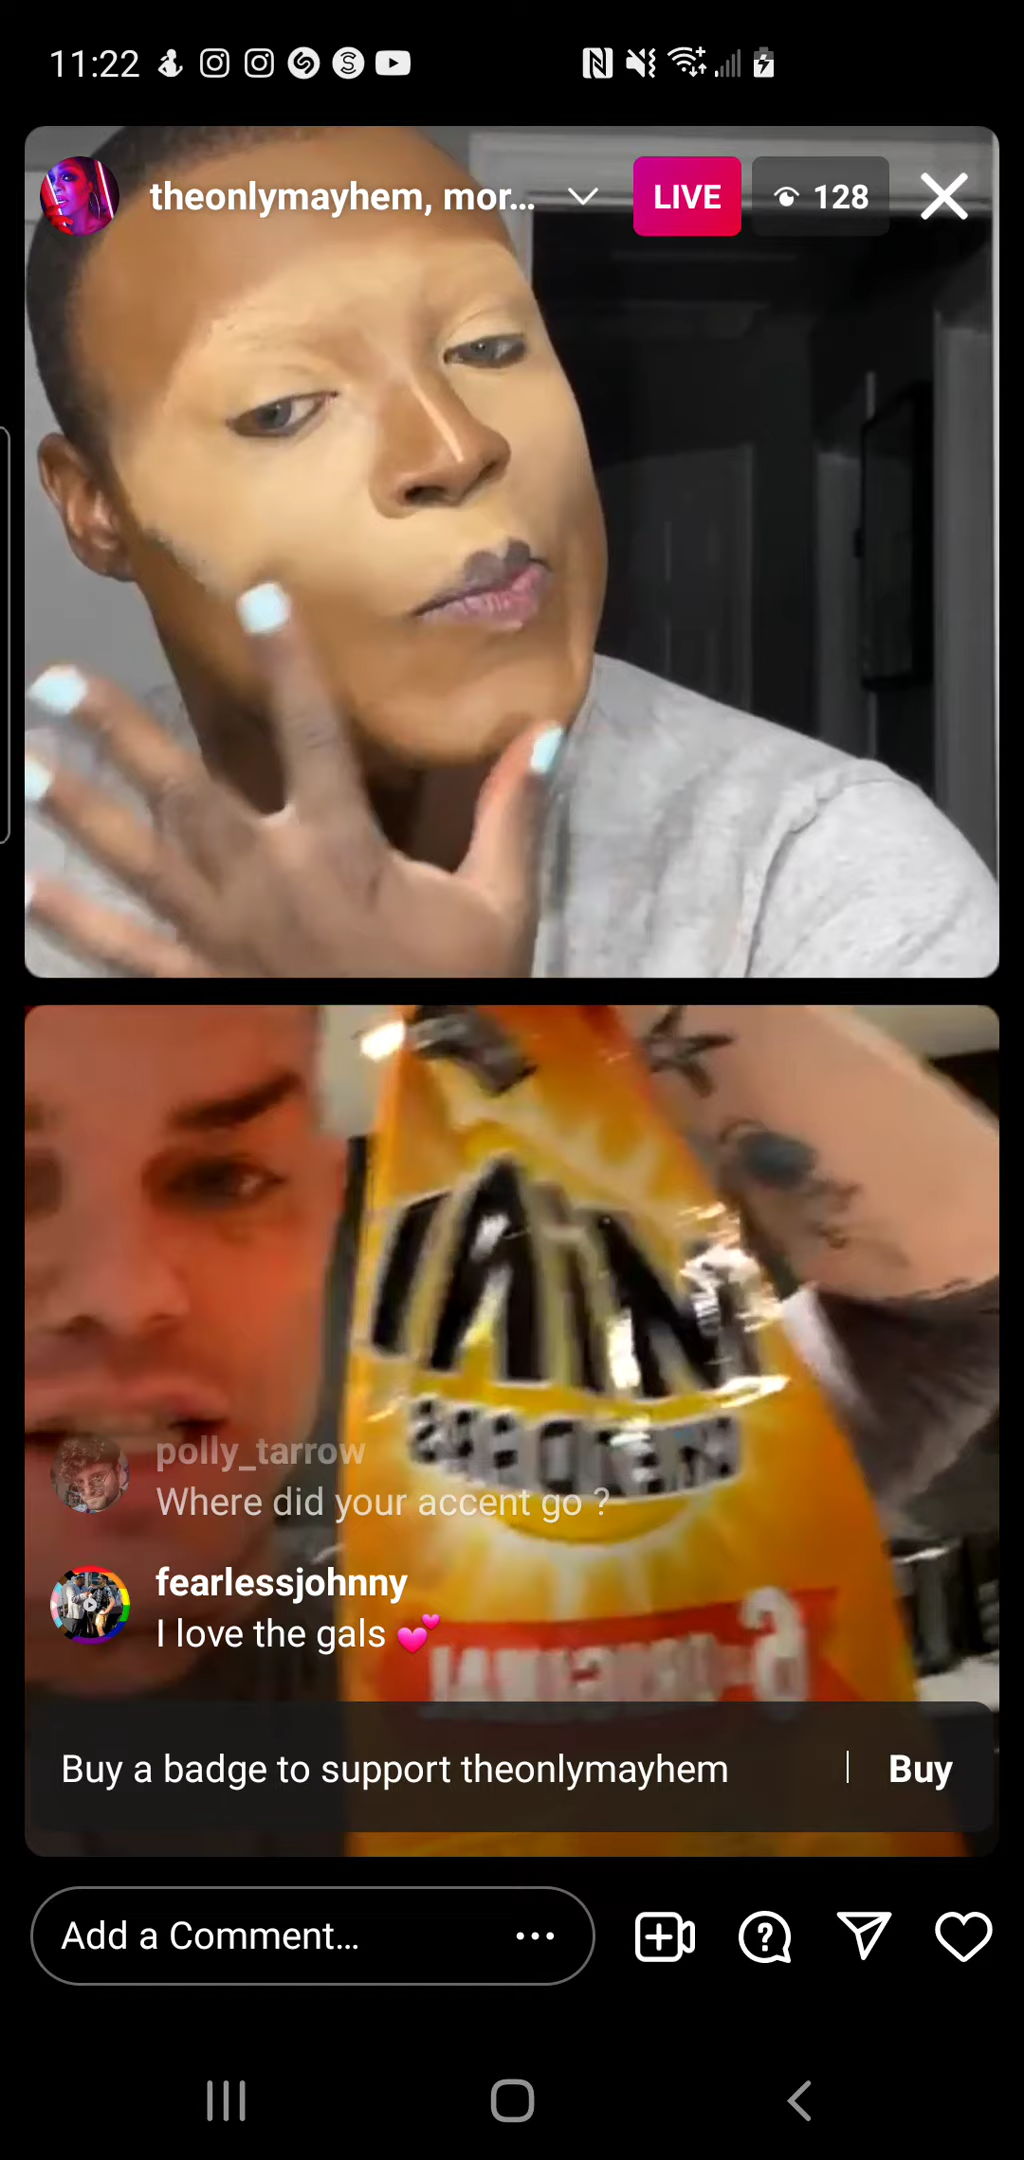 11:22
theonlymayhem, mor...
LIVE
128
polly_tarrow
Where did your accent go ?
fearlessjohnny
I love the gals 💕
Buy a badge to support theonlymayhem
Buy
Add a Comment...